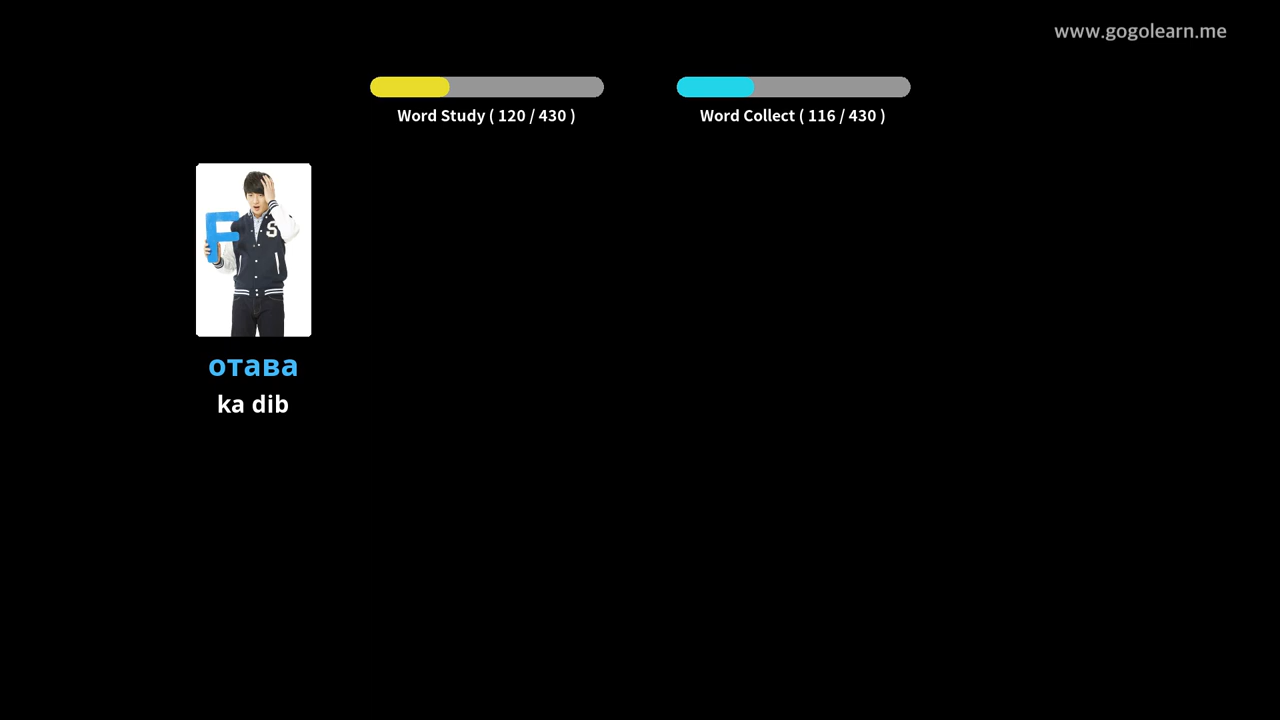 www.gogolearn.me
Word Study ( 120 / 430 )
Word Collect ( 116 / 430 )
F
S
отава
ka dib